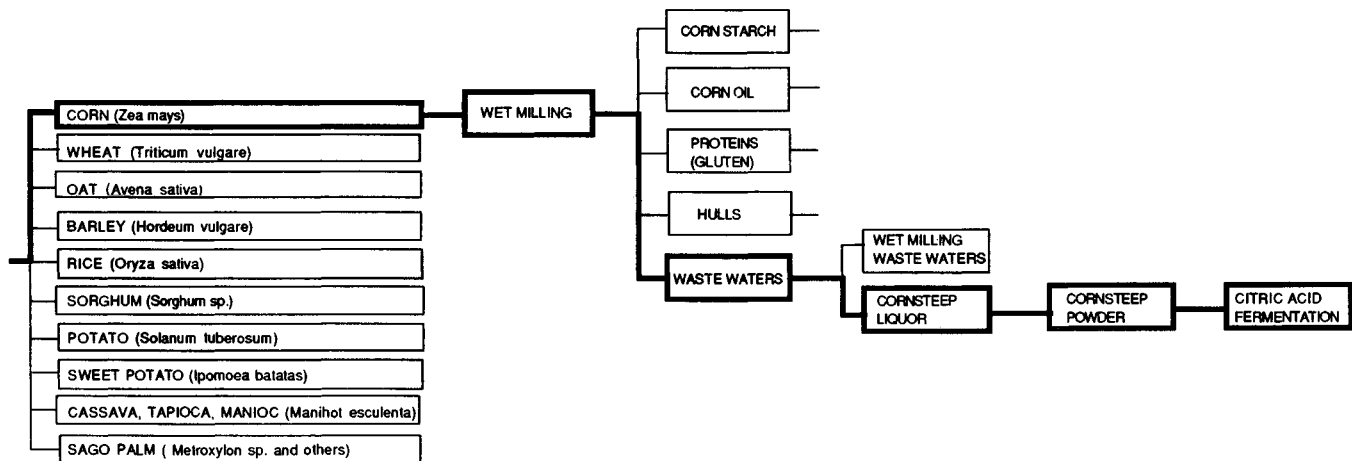 CORN (Zea mays)
WHEAT (Triticum vulgare)
OAT (Avena sativa)
BARLEY (Hordeum vulgare)
RICE (Oryza sativa)
SORGHUM (Sorghum sp.)
POTATO (Solanum tuberosum)
SWEET POTATO (Ipomoea batatas)
CASSAVA, TAPIOCA, MANIOC (Manihot esculenta)
SAGO PALM ( Metroxylon sp. and others)
WET MILLING
CORN STARCH
CORN OIL
PROTEINS
(GLUTEN)
HULLS
WASTE WATERS
WET MILLING
WASTE WATERS
CORNSTEEP
LIQUOR
CORNSTEEP
POWDER
CITRIC ACID
FERMENTATION